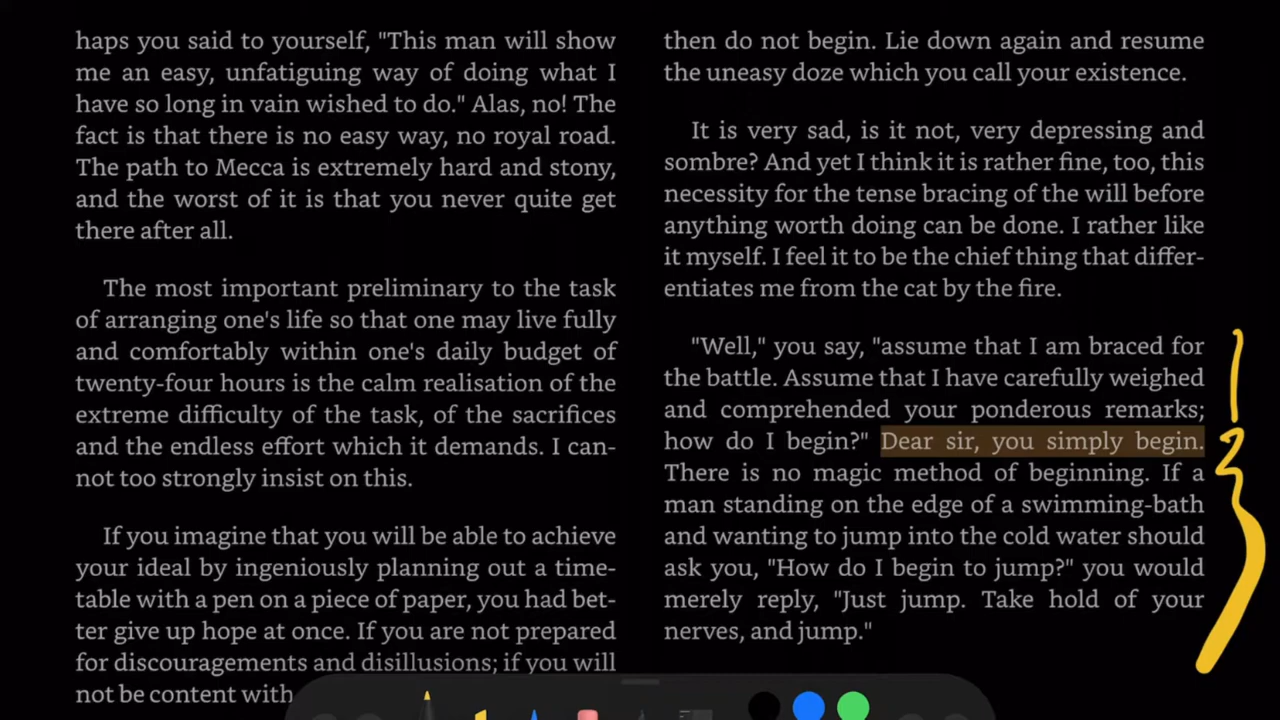 haps you said to yourself, "This man will show
me an easy, unfatiguing way of doing what I
have so long in vain wished to do." Alas, no! The
fact is that there is no easy way, no royal road.
The path to Mecca is extremely hard and stony,
and the worst of it is that you never quite get
there after all.
The most important preliminary to the task
of arranging one's life so that one may live fully
and comfortably within one's daily budget of
twenty-four hours is the calm realisation of the
extreme difficulty of the task, of the sacrifices
and the endless effort which it demands. I can-
not too strongly insist on this.
If you imagine that you will be able to achieve
your ideal by ingeniously planning out a time-
table with a pen on a piece of paper, you had bet-
ter give up hope at once. If you are not prepared
for discouragements and disillusions; if you will
not be content with
then do not begin. Lie down again and resume
the uneasy doze which you call your existence.
It is very sad, is it not, very depressing and
sombre? And yet I think it is rather fine, too, this
necessity for the tense bracing of the will before
anything worth doing can be done. I rather like
it myself. I feel it to be the chief thing that differ-
entiates me from the cat by the fire.
"Well," you say, "assume that I am braced for
the battle. Assume that I have carefully weighed
and comprehended your ponderous remarks;
how do I begin?" Dear sir, you simply begin.
There is no magic method of beginning. If a
man standing on the edge of a swimming-bath
and wanting to jump into the cold water should
ask you, "How do I begin to jump?" you would
merely reply, "Just jump. Take hold of your
nerves, and jump."